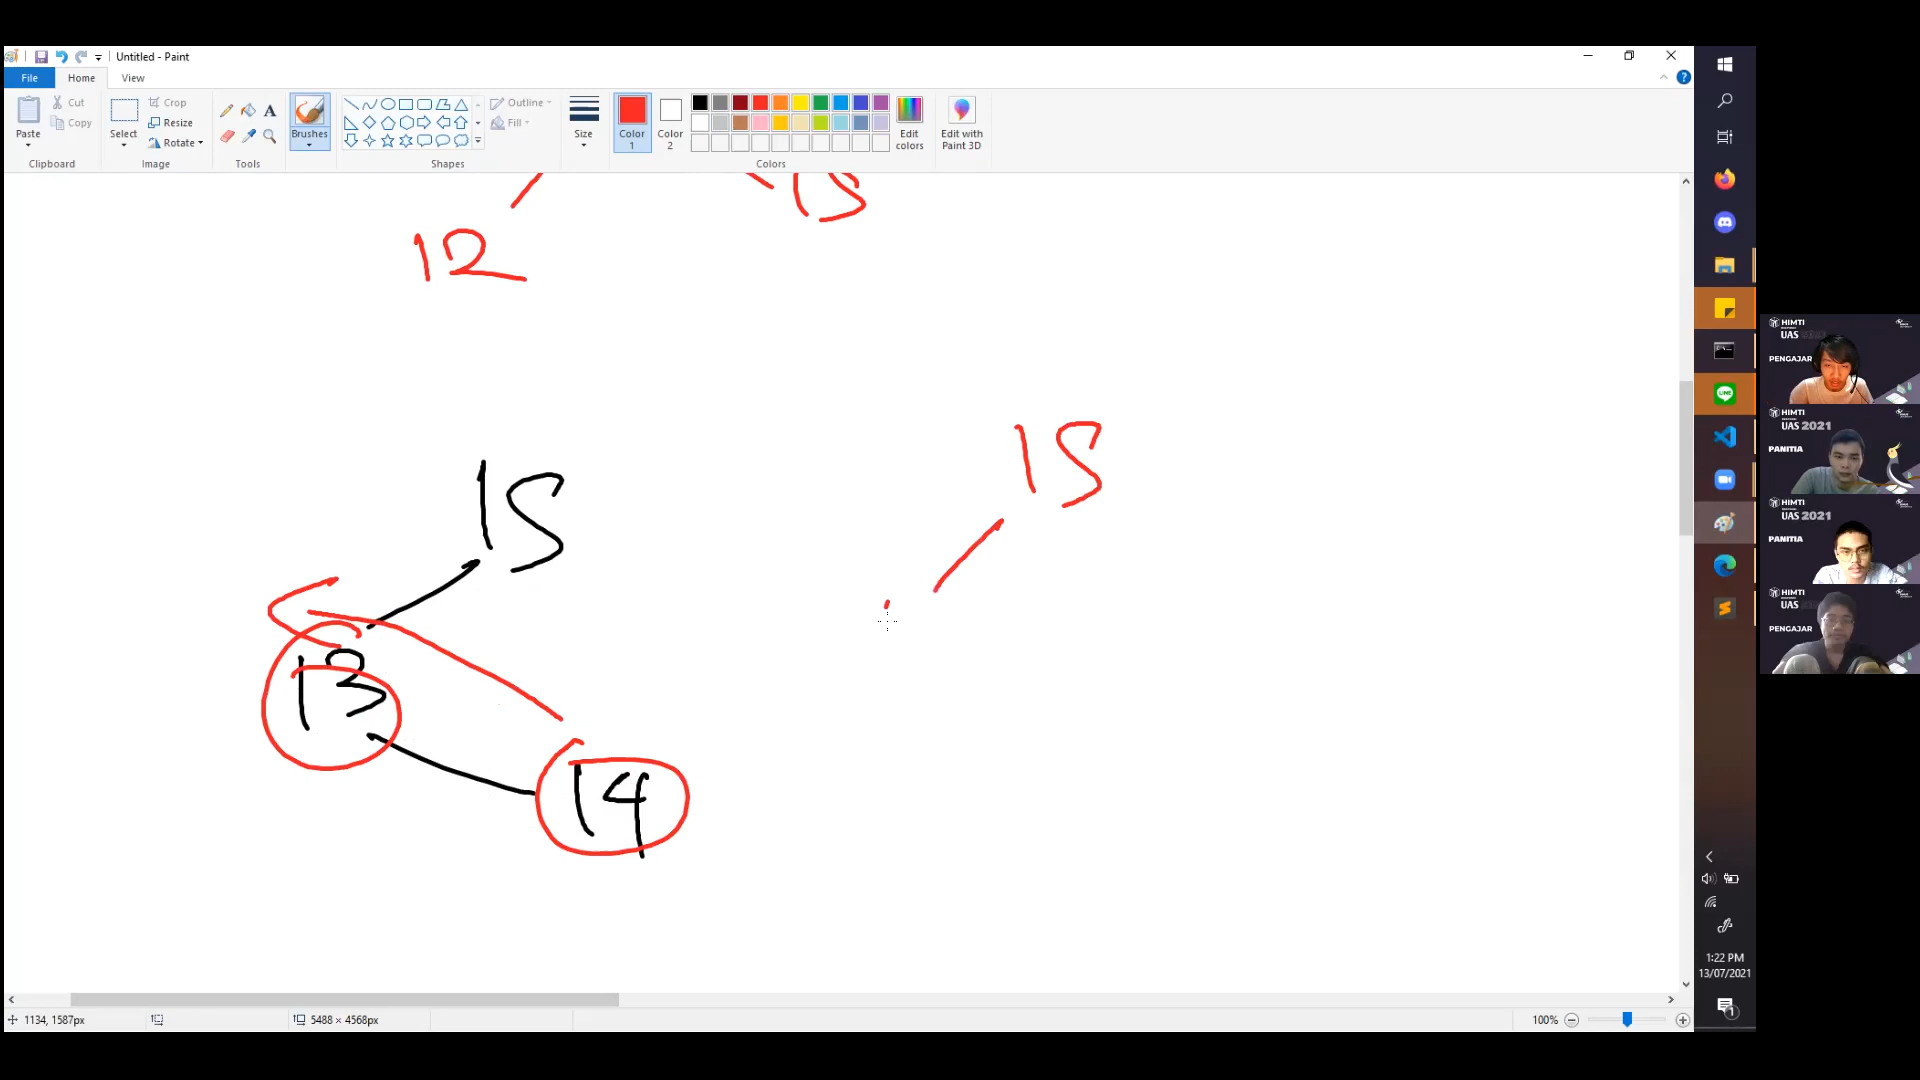 Untitled - Paint
File Home View
Paste
Cut
Copy
Clipboard
Select
Crop
Resize
Rotate
Image
A
Tools
Brushes
Shapes
Outline
Fill
Size
Color 1
Color 2
Colors
Edit colors
Edit with Paint 3D
15
12
15
15
13
14
1134, 1587px
5488 × 4568px
100%
1:22 PM
13/07/2021
1
HIMTI
UAS
PENGAJAR
HIMTI
UAS 2021
PANITIA
HIMTI
UAS 2021
PANITIA
HIMTI
UAS
PENGAJAR